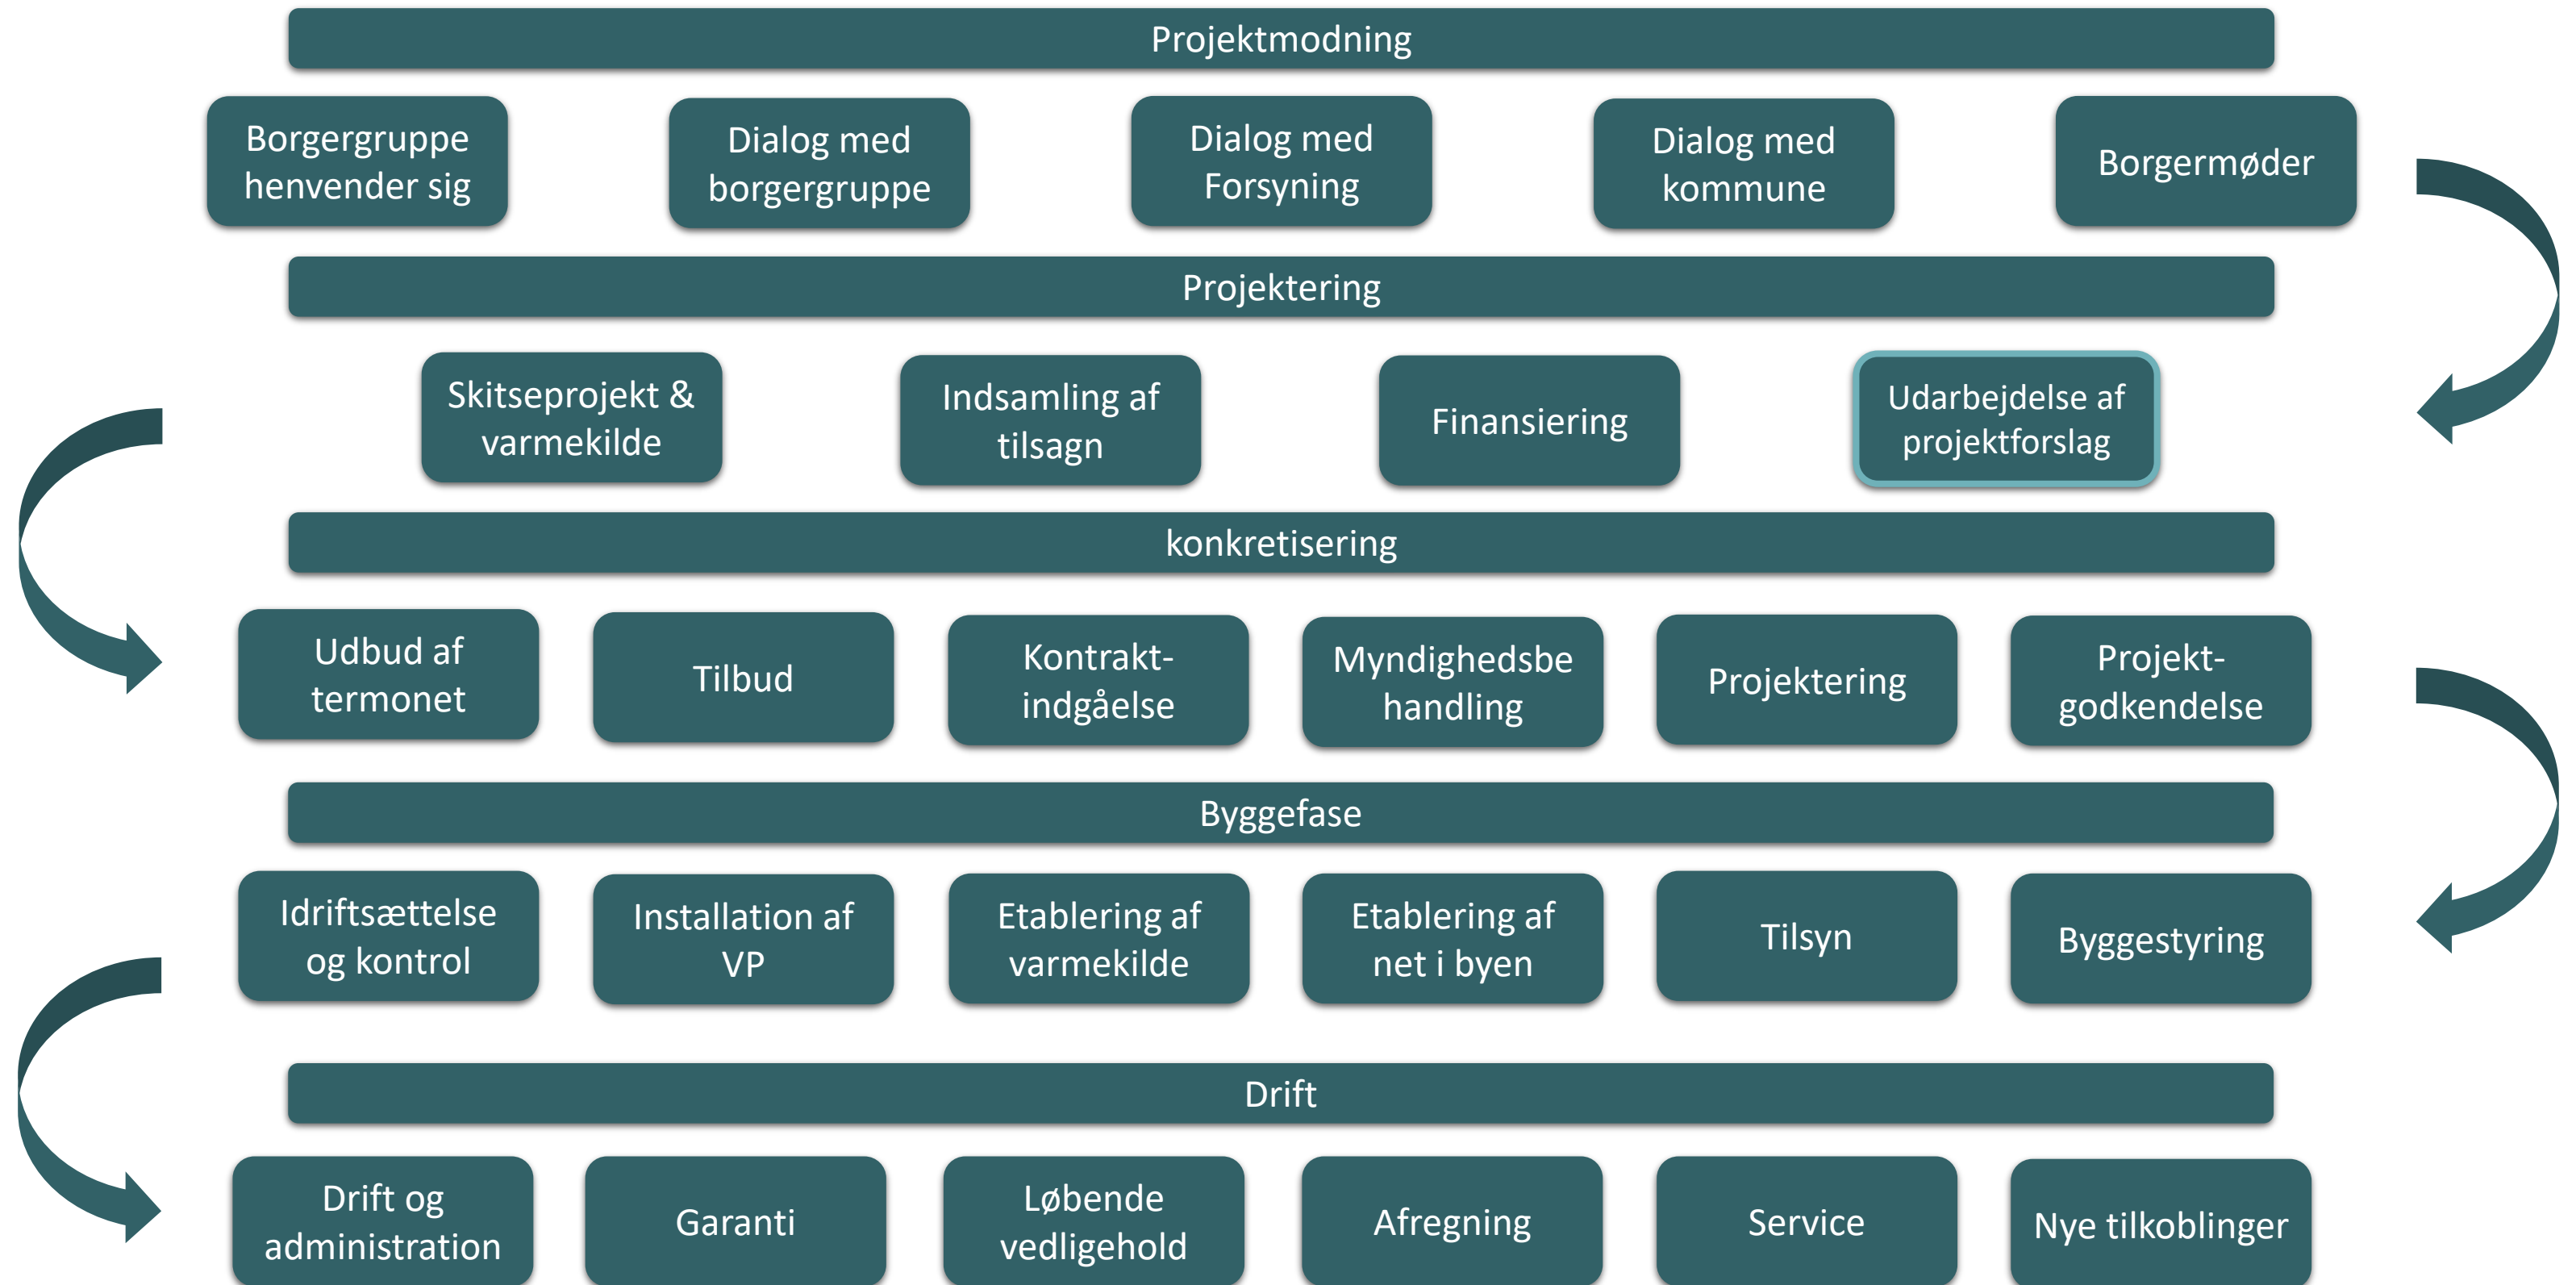 Projektmodning
Borgergruppe
henvender sig
Dialog med
borgergruppe
Dialog med
Forsyning
Dialog med
kommune
Borgermøder
Projektering
Skitseprojekt &
varmekilde
Indsamling af
tilsagn
Finansiering
Udarbejdelse af
projektforslag
konkretisering
Udbud af
termonet
Tilbud
Kontrakt-
indgåelse
Myndighedsbe
handling
Projektering
Projekt-
godkendelse
Byggefase
Idriftsættelse
og kontrol
Installation af
VP
Etablering af
varmekilde
Etablering af
net i byen
Tilsyn
Byggestyring
Drift
Drift og
administration
Garanti
Løbende
vedligehold
Afregning
Service
Nye tilkoblinger